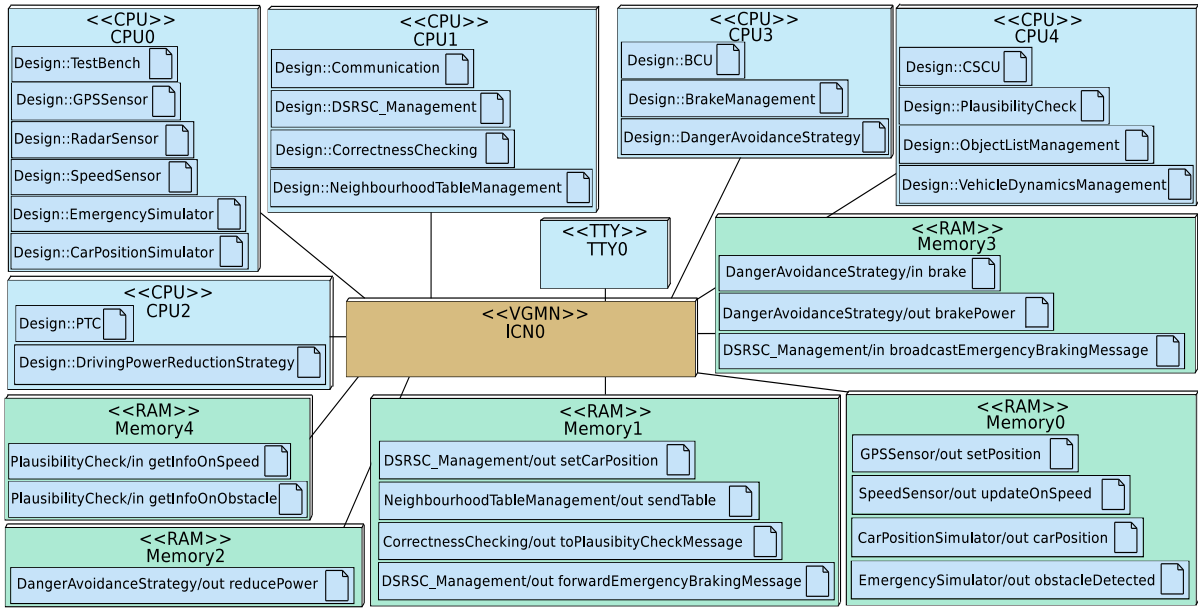 <<CPU>>
CPU0
Design::TestBench
Design::GPSSensor
Design::RadarSensor
Design::SpeedSensor
Design::EmergencySimulator
Design::CarPositionSimulator
<<CPU>>
CPU1
Design::Communication
Design::DSRSC_Management
Design::CorrectnessChecking
Design::NeighbourhoodTableManagement
<<CPU>>
CPU3
Design::BCU
Design::BrakeManagement
Design::DangerAvoidanceStrategy
<<CPU>>
CPU4
Design::CSCU
Design::PlausibilityCheck
Design::ObjectListManagement
Design::VehicleDynamicsManagement
<<TTY>>
TTY0
<<RAM>>
Memory3
DangerAvoidanceStrategy/in brake
DangerAvoidanceStrategy/out brakePower
DSRSC_Management/in broadcastEmergencyBrakingMessage
<<CPU>>
CPU2
Design::PTC
Design::DrivingPowerReductionStrategy
<<VGMN>>
ICN0
<<RAM>>
Memory4
PlausibilityCheck/in getInfoOnSpeed
PlausibilityCheck/in getInfoOnObstacle
<<RAM>>
Memory1
DSRSC_Management/out setCarPosition
NeighbourhoodTableManagement/out sendTable
CorrectnessChecking/out toPlausibityCheckMessage
DSRSC_Management/out forwardEmergencyBrakingMessage
<<RAM>>
Memory0
GPSSensor/out setPosition
SpeedSensor/out updateOnSpeed
CarPositionSimulator/out carPosition
EmergencySimulator/out obstacleDetected
<<RAM>>
Memory2
DangerAvoidanceStrategy/out reducePower